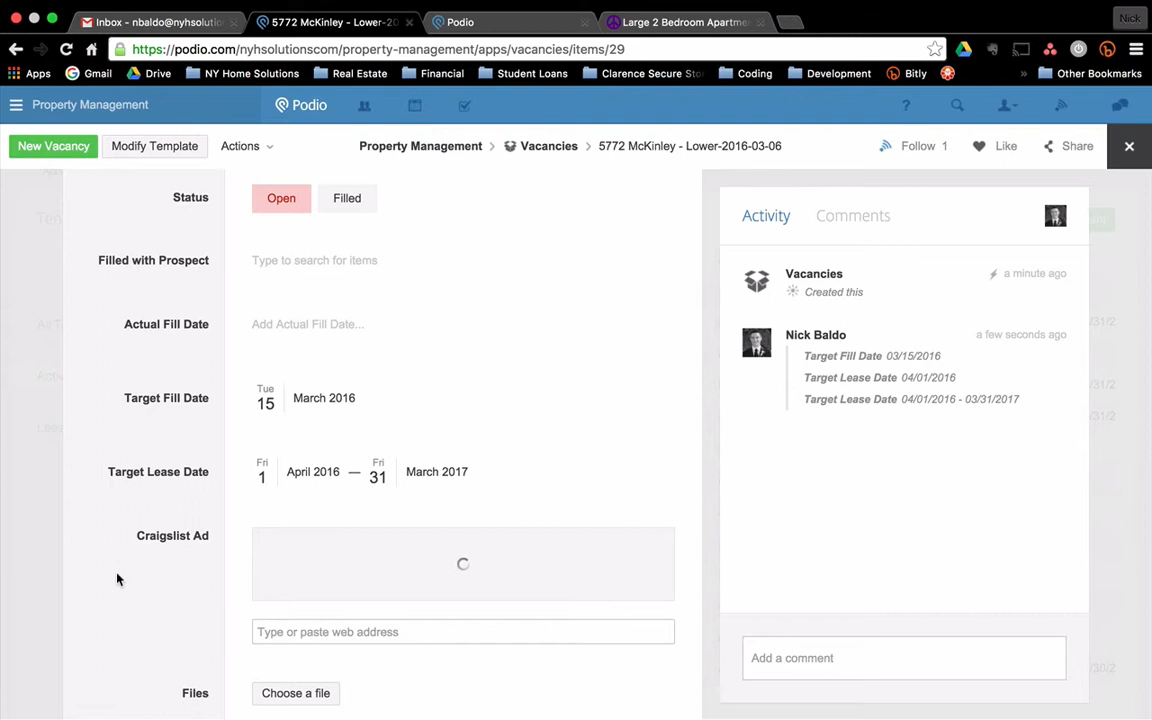 Nick
Inbox - nbaldo@nyhsolutio
5772 McKinley - Lower-20
Podio
Large 2 Bedroom Apartme
https://podio.com/nyhsolutionscom/property-management/apps/vacancies/items/29
Apps Gmail Drive NY Home Solutions Real Estate Financial Student Loans Clarence Secure Sto Coding Development Bitly » Other Bookmarks
Property Management Podio ?
New Vacancy Modify Template Actions Property Management Vacancies 5772 McKinley - Lower-2016-03-06 Follow 1 Like Share
Status Open Filled
Filled with Prospect Type to search for items
Actual Fill Date Add Actual Fill Date...
Target Fill Date Tue 15 March 2016
Target Lease Date Fri 1 April 2016 — Fri 31 March 2017
Craigslist Ad
Type or paste web address
Files Choose a file
Activity Comments
Vacancies a minute ago
Created this
Nick Baldo a few seconds ago
Target Fill Date 03/15/2016
Target Lease Date 04/01/2016
Target Lease Date 04/01/2016 - 03/31/2017
Add a comment